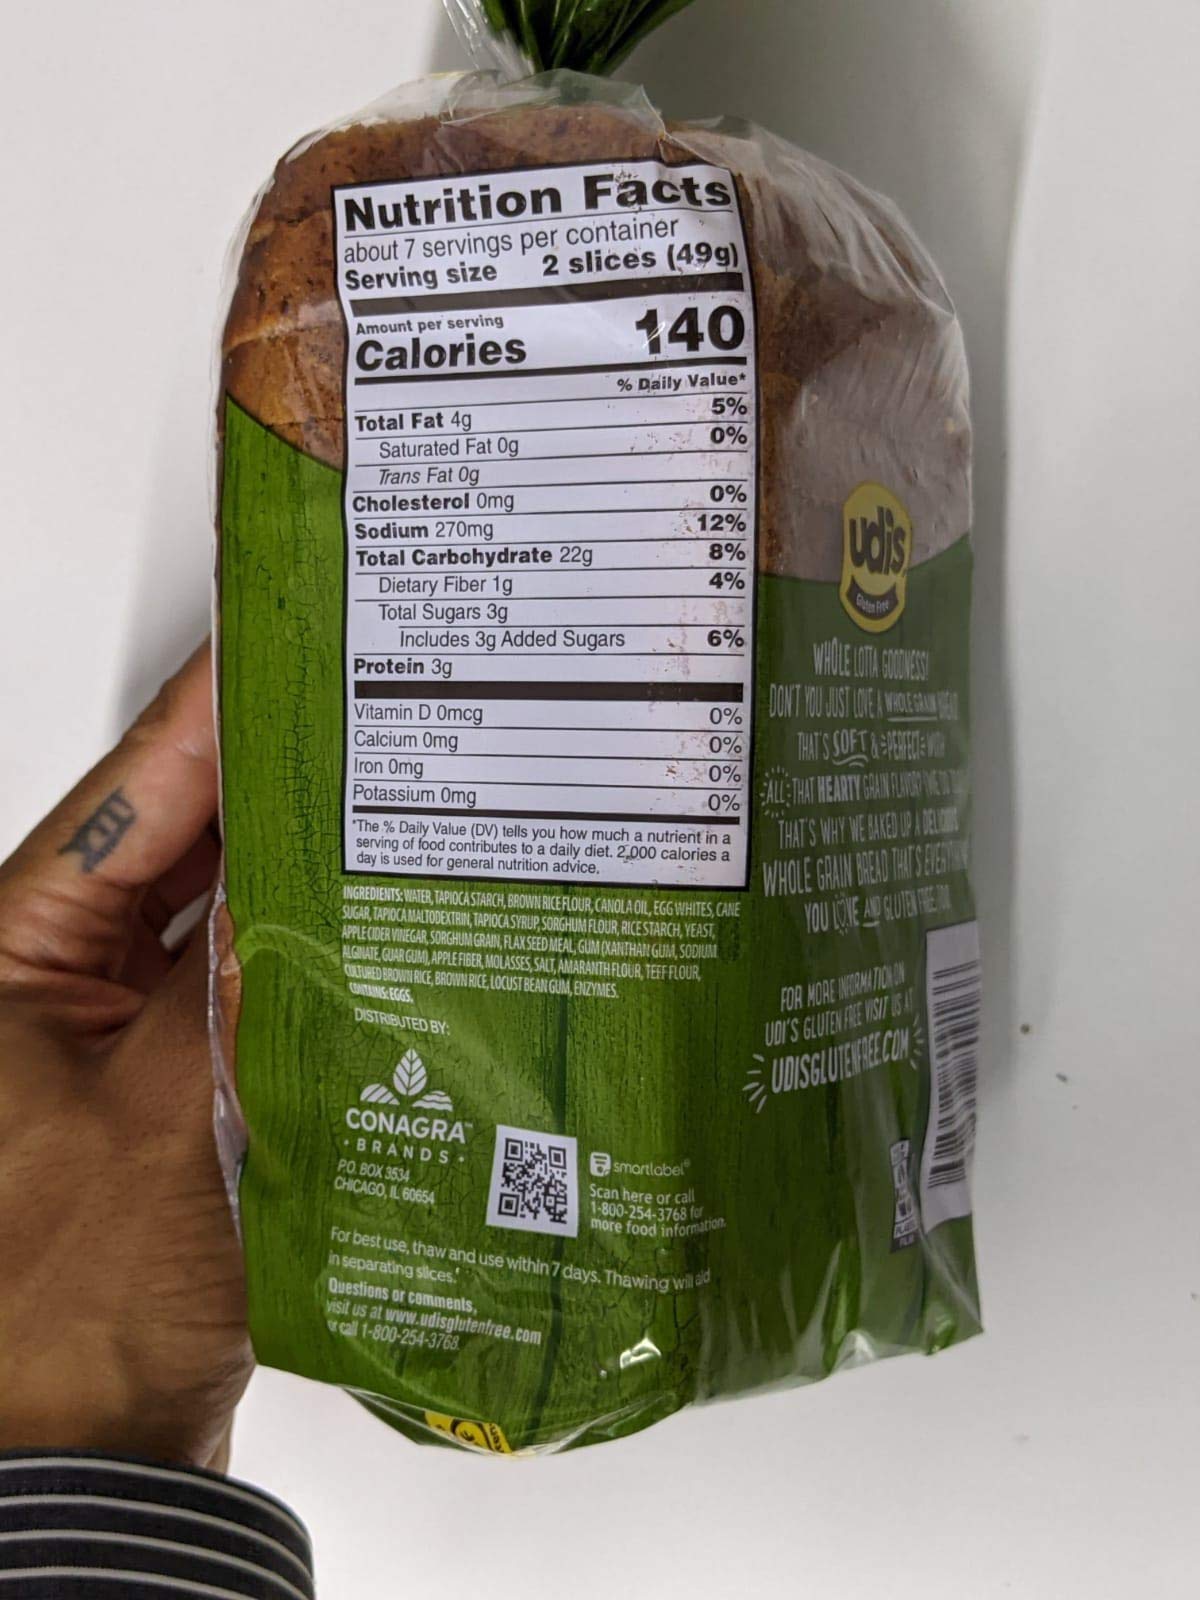 Nutrition Facts
about 7 servings per container
Serving size 2 slices (49g)
Amount per serving
Calories 140
% Daily Value*
Total Fat 4g 5%
Saturated Fat 0g 0%
Trans Fat 0g
Cholesterol 0mg 0%
Sodium 270mg 12%
Total Carbohydrate 22g 8%
Dietary Fiber 1g 4%
Total Sugars 3g
Includes 3g Added Sugars 6%
Protein 3g
Vitamin D 0mcg 0%
Calcium 0mg 0%
Iron 0mg 0%
Potassium 0mg 0%
*The % Daily Value (DV) tells you how much a nutrient in a
serving of food contributes to a daily diet. 2,000 calories a
day is used for general nutrition advice.
INGREDIENTS: WATER, TAPIOCA STARCH, BROWN RICE FLOUR, CANOLA OIL, EGG WHITES, CANE
SUGAR, TAPIOCA MALTODEXTRIN, TAPIOCA SYRUP, SORGHUM FLOUR, RICE STARCH, YEAST,
APPLE CIDER VINEGAR, SORGHUM GRAIN, FLAX SEED MEAL, GUM (XANTHAN GUM, SODIUM
ALGINATE, GUAR GUM), APPLE FIBER, MOLASSES, SALT, AMARANTH FLOUR, TEFF FLOUR,
CULTURED BROWN RICE, BROWN RICE, LOCUST BEAN GUM, ENZYMES.
CONTAINS: EGGS.
DISTRIBUTED BY:
CONAGRA™
•BRANDS•
P.O. BOX 3534
CHICAGO, IL 60654
smartlabel®
Scan here or call
1-800-254-3768 for
more food information.
For best use, thaw and use within 7 days. Thawing will aid
in separating slices.
Questions or comments,
visit us at www.udisglutenfree.com
or call 1-800-254-3768.
udis
Gluten Free
WHOLE LOTTA GOODNESS!
DON'T YOU JUST LOVE A WHOLE GRAIN BREAD
THAT'S SOFT & PERFECT WITH
ALL THAT HEARTY GRAIN FLAVOR? WE DO
THAT'S WHY WE BAKED UP A DELICIOUS
WHOLE GRAIN BREAD THAT'S EVERYTHING
YOU LOVE AND GLUTEN FREE, TOO.
FOR MORE INFORMATION ON
UDI'S GLUTEN FREE VISIT US AT
UDISGLUTENFREE.COM